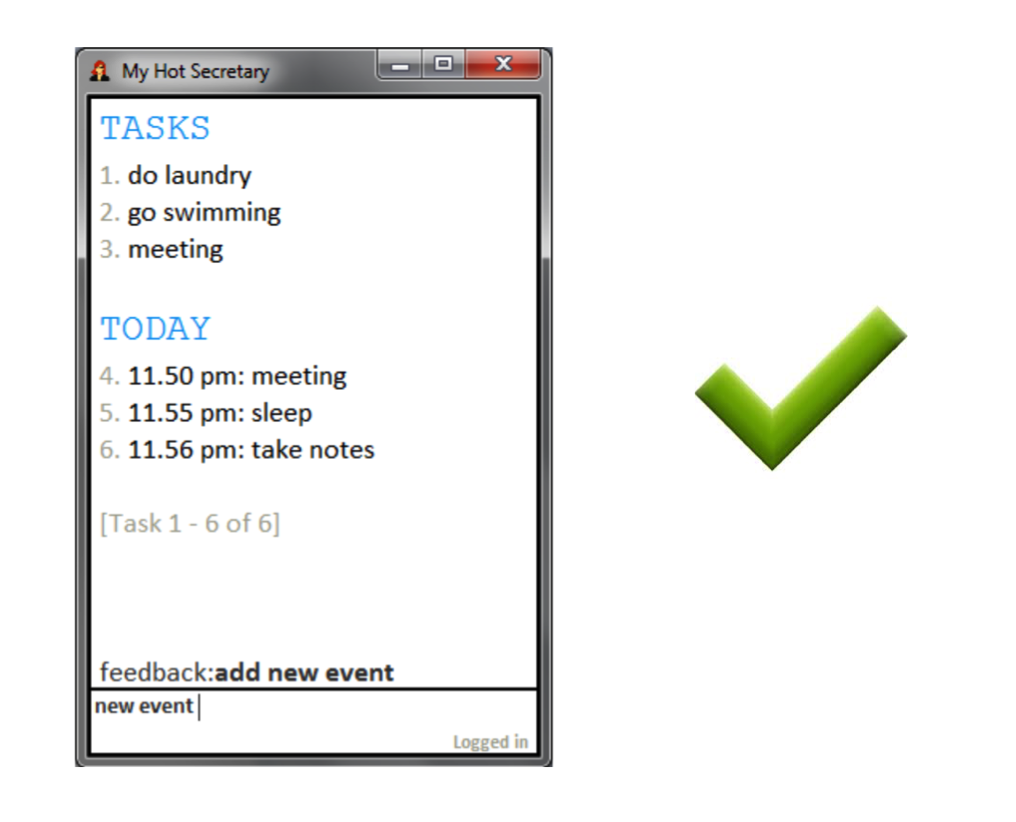 My Hot Secretary
TASKS
1. do laundry
2. go swimming
3. meeting
TODAY
4. 11.50 pm: meeting
5. 11.55 pm: sleep
6. 11.56 pm: take notes
[Task 1 - 6 of 6]
feedback:add new event
new event
Logged in